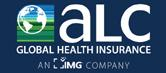 aLC
GLOBAL HEALTH INSURANCE
AN IMG COMPANY